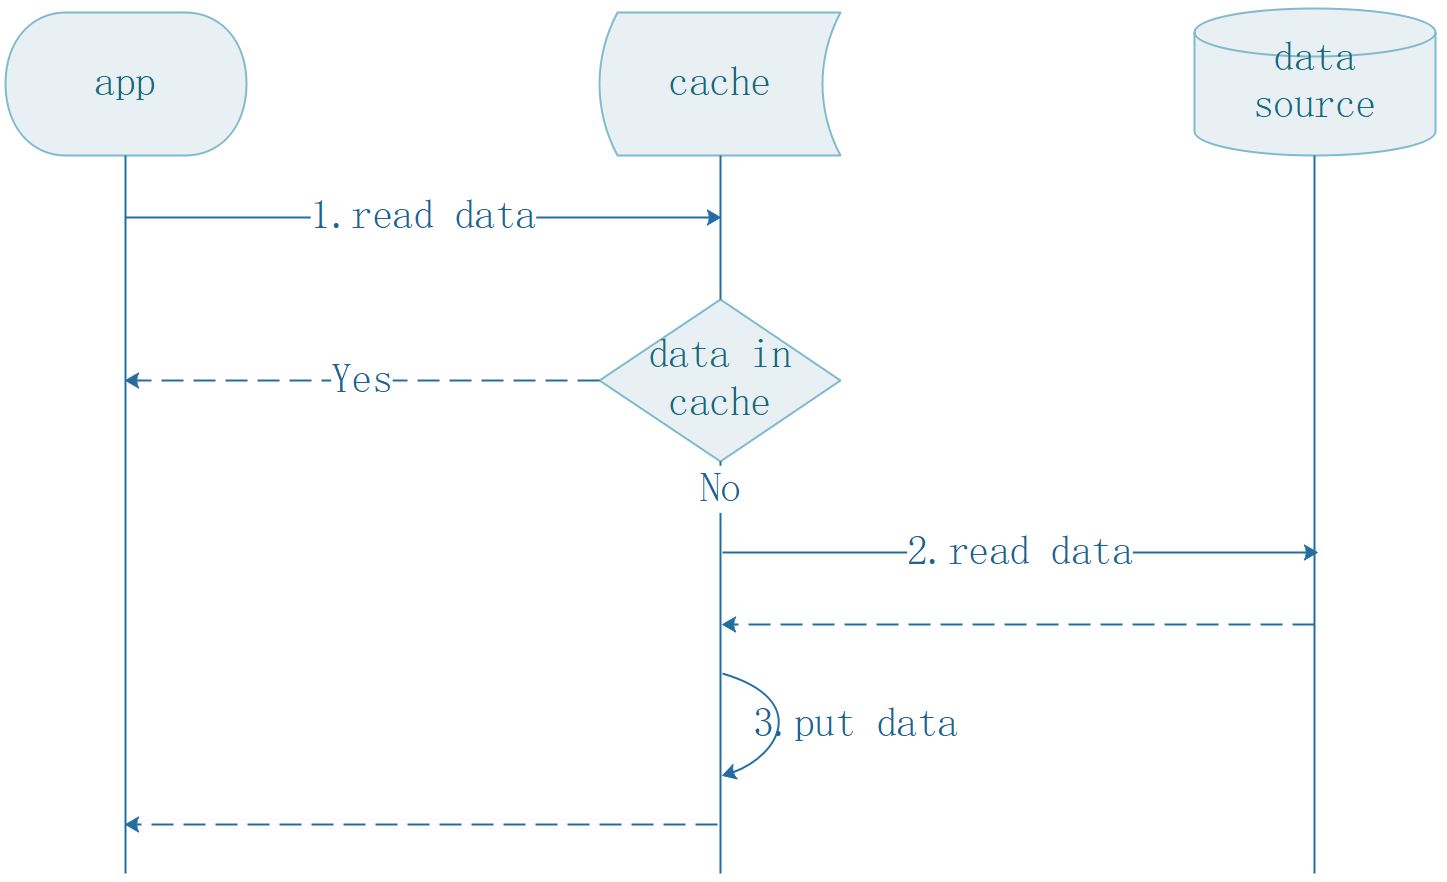 app
cache
data
source
1.read data
data in
cache
Yes
No
2.read data
3.put data